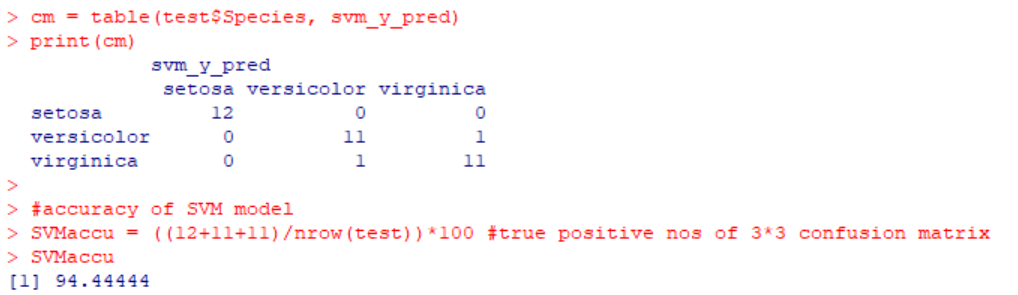 > cm = table(test$Species, svm_y_pred)
> print(cm)
svm_y_pred
setosa versicolor virginica
setosa 12 0 0
versicolor 0 11 1
virginica 0 1 11
>
> #accuracy of SVM model
> SVMaccu = ((12+11+11)/nrow(test))*100 #true positive nos of 3*3 confusion matrix
> SVMaccu
[1] 94.44444